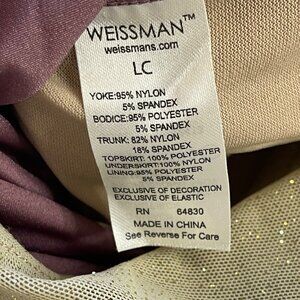 WEISSMAN™
weissmans.com
LC
YOKE:95% NYLON
5% SPANDEX
BODICE:95% POLYESTER
5% SPANDEX
TRUNK: 82% NYLON
18% SPANDEX
TOPSKIRT: 100% POLYESTER
UNDERSKIRT:100% NYLON
LINING:95% POLYESTER
5% SPANDEX
EXCLUSIVE OF DECORATION
EXCLUSIVE OF ELASTIC
RN 64830
MADE IN CHINA
See Reverse For Care